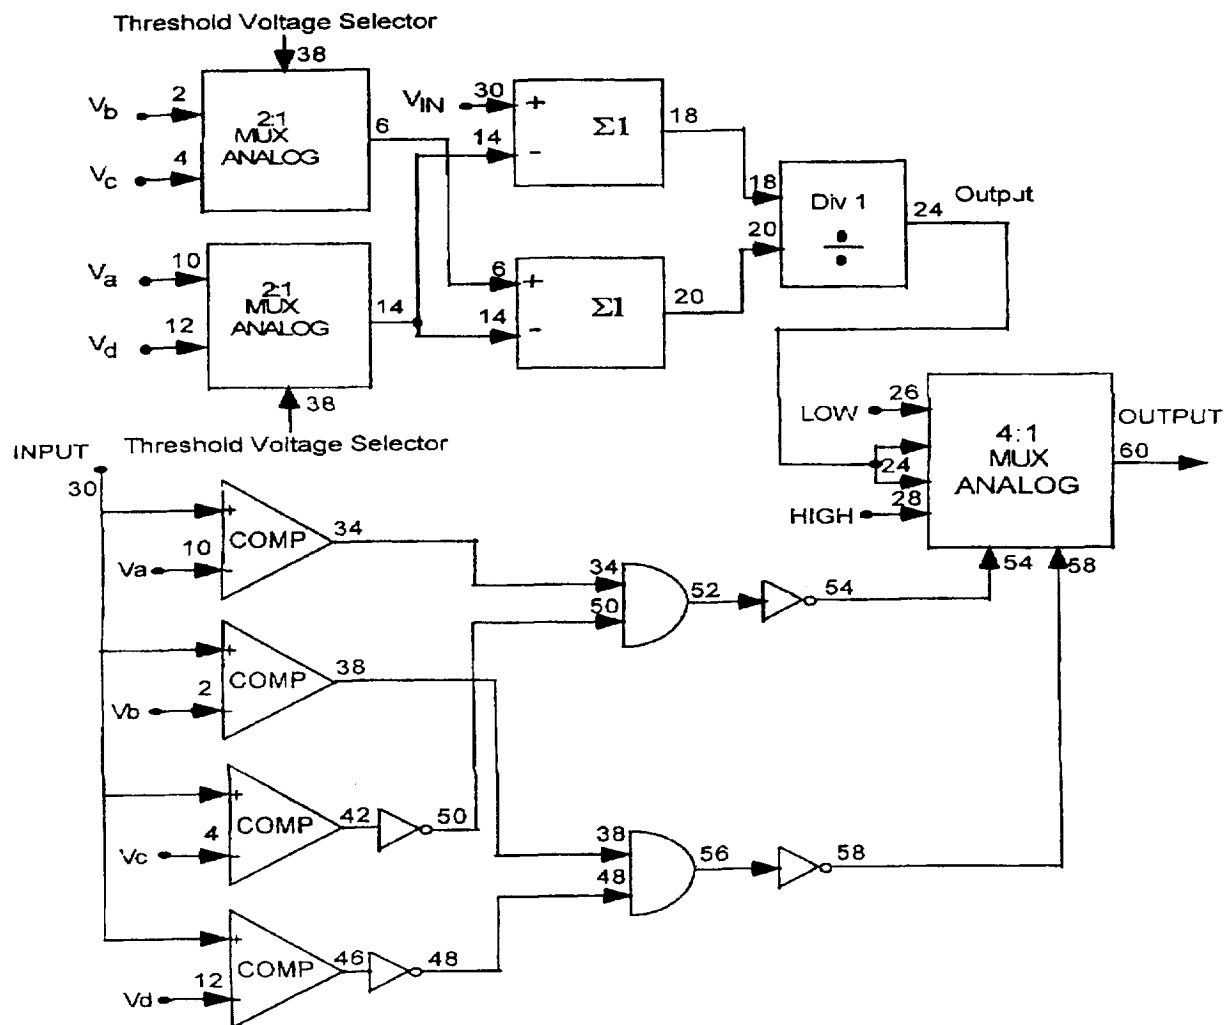 Threshold Voltage Selector
38
Vb 2
Vc 4
2:1
MUX
ANALOG
6
VIN 30
+
14 -
Σ1
18
Va 10
Vd 12
2:1
MUX
ANALOG
14
6 +
14 -
Σ1
20
18
20
Div 1
÷
24 Output
38
Threshold Voltage Selector
LOW 26
24
HIGH 28
4:1
MUX
ANALOG
OUTPUT
60
54 58
INPUT
30
+
COMP
34
Va 10 -
34
50
52
54
+
COMP
38
Vb 2 -
+
COMP
42
50
Vc 4 -
38
48
56
58
+
COMP
46
48
Vd 12 -